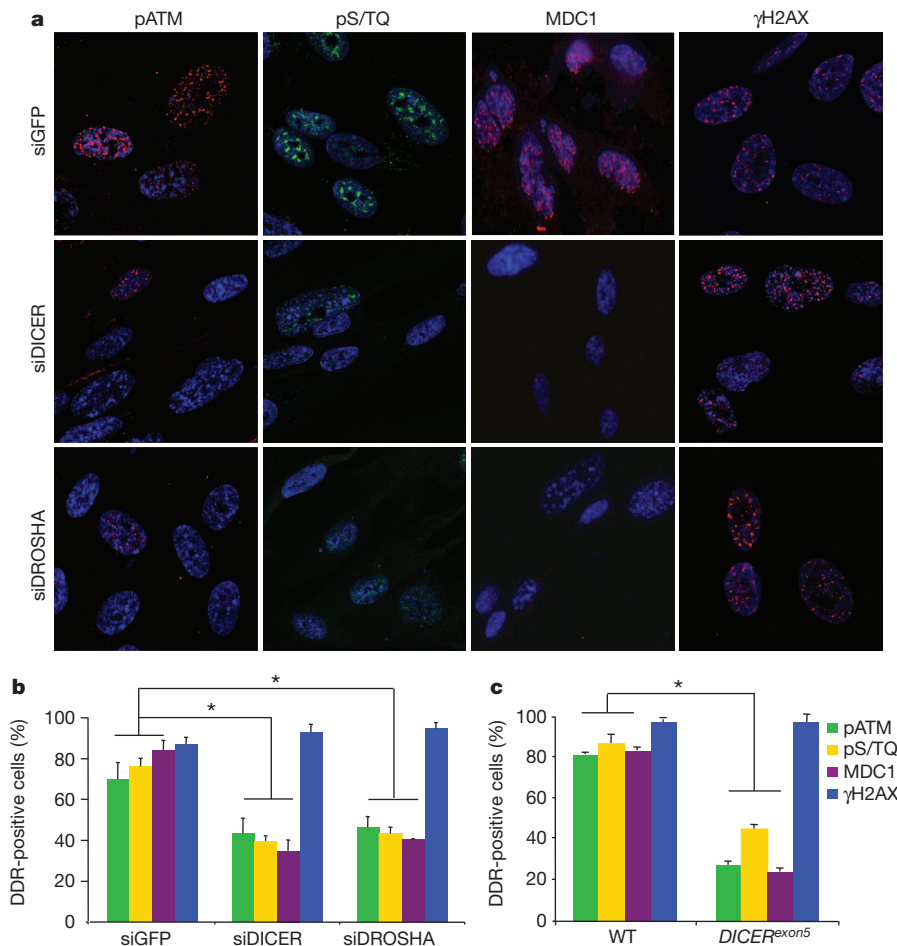 a
pATM
pS/TQ
MDC1
γH2AX
siGFP
siDICER
siDROSHA
b
DDR-positive cells (%)
100
80
60
40
20
0
*
*
siGFP
siDICER
siDROSHA
c
DDR-positive cells (%)
100
80
60
40
20
0
*
WT
DICERexon5
pATM
pS/TQ
MDC1
γH2AX